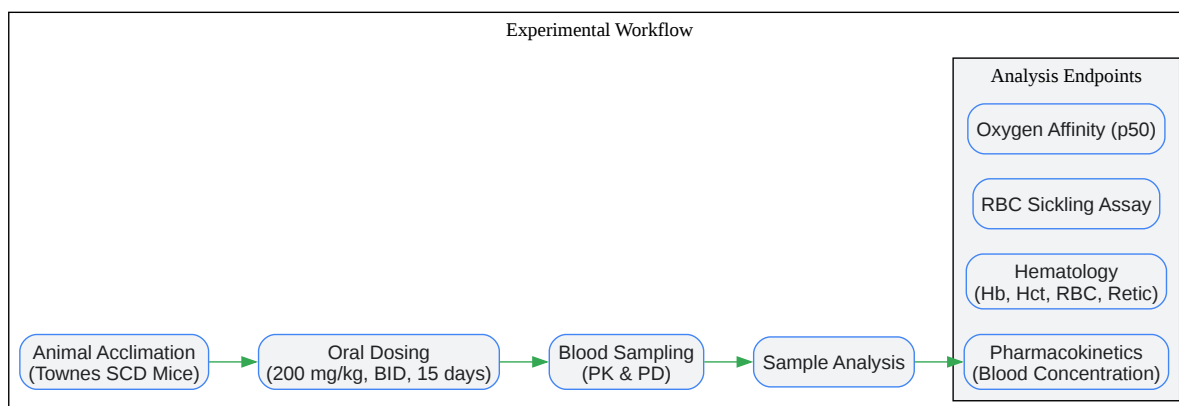 Experimental Workflow
Analysis Endpoints
Oxygen Affinity (p50)
RBC Sickling Assay
Hematology
(Hb, Hct, RBC, Retic)
Animal Acclimation
(Townes SCD Mice)
Oral Dosing
(200 mg/kg, BID, 15 days)
Blood Sampling
(PK & PD)
Sample Analysis
Pharmacokinetics
(Blood Concentration)